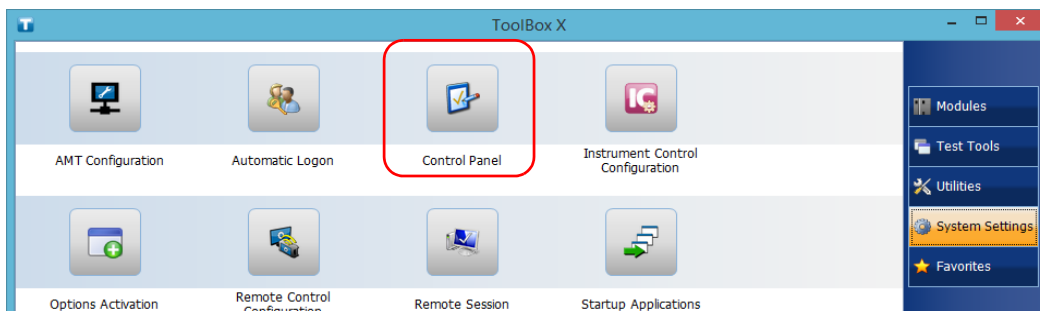 ToolBox X
AMT Configuration
Automatic Logon
Control Panel
Instrument Control
Configuration
Options Activation
Remote Control
Configuration
Remote Session
Startup Applications
Modules
Test Tools
Utilities
System Settings
Favorites